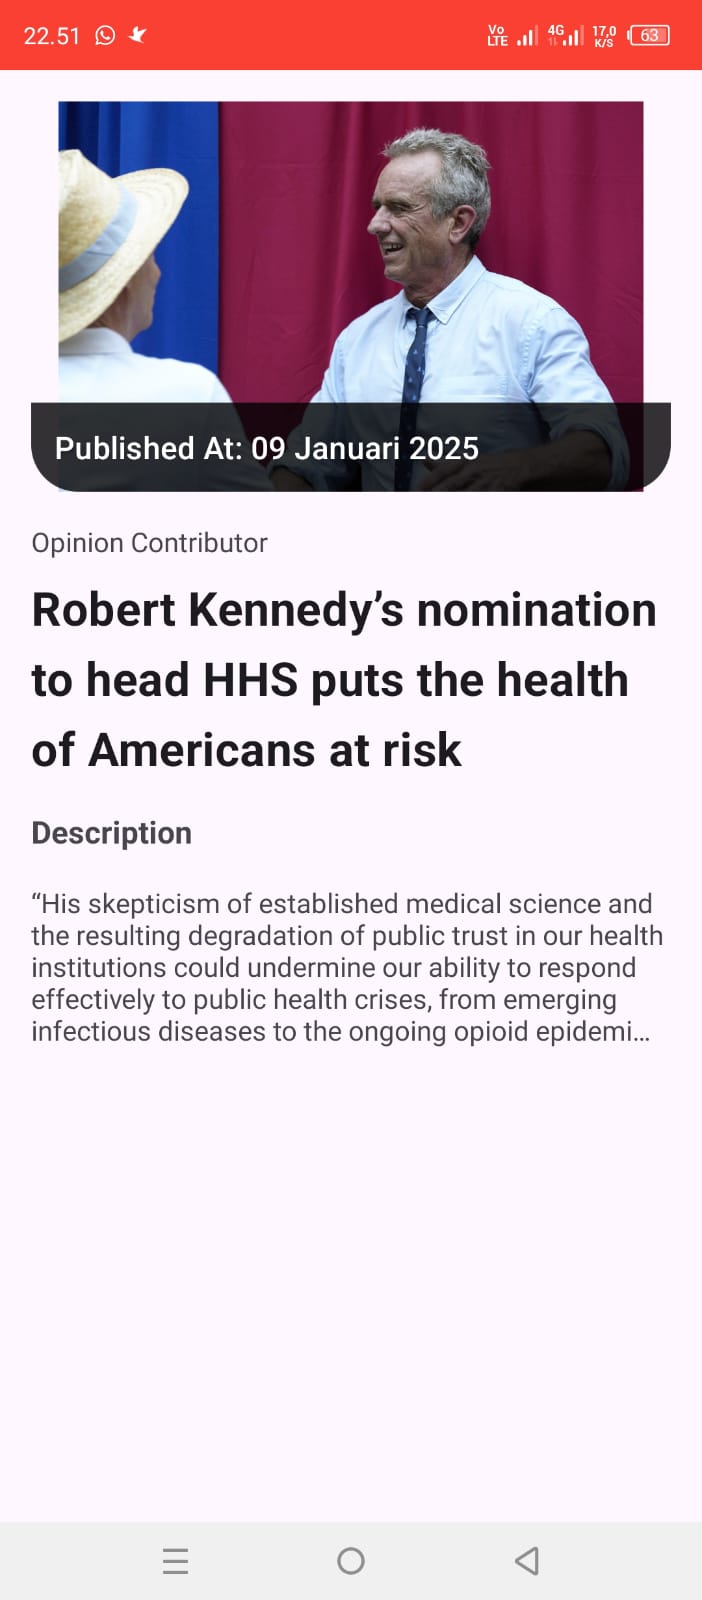 22.51
Vo
LTE
4G
17,0
K/S
63
Published At: 09 Januari 2025
Opinion Contributor
Robert Kennedy’s nomination
to head HHS puts the health
of Americans at risk
Description
“His skepticism of established medical science and
the resulting degradation of public trust in our health
institutions could undermine our ability to respond
effectively to public health crises, from emerging
infectious diseases to the ongoing opioid epidemi…